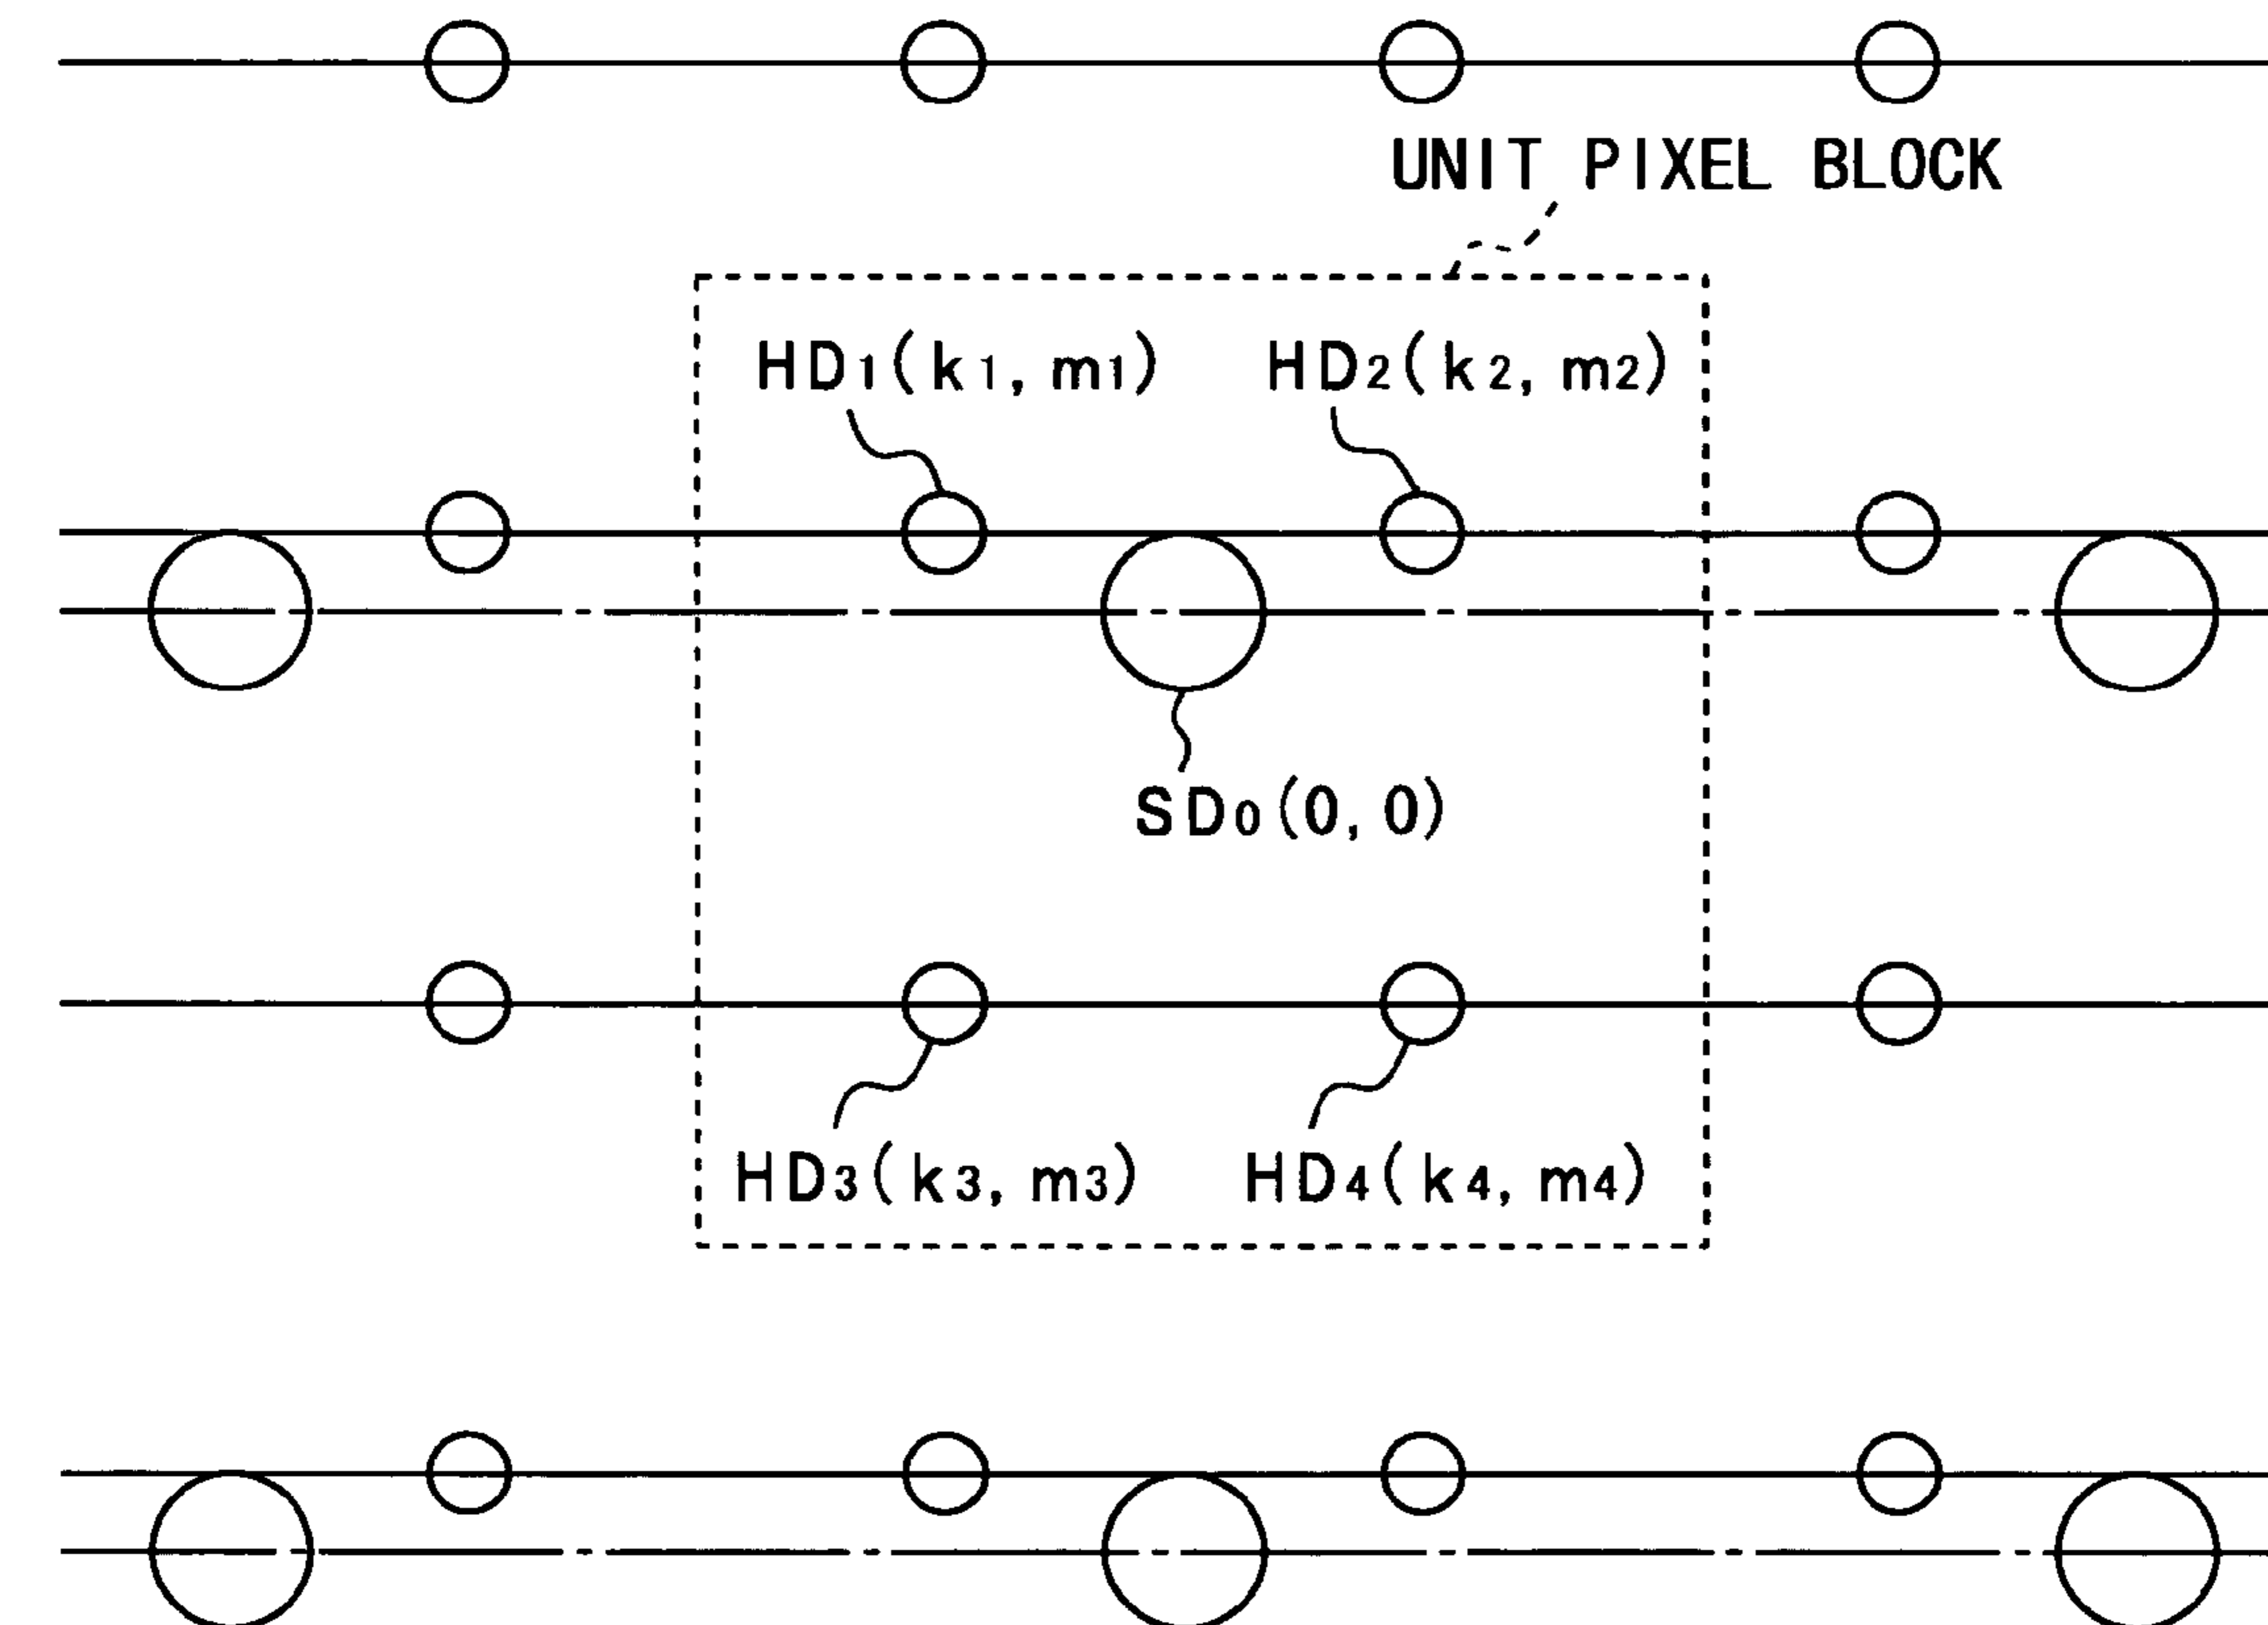 UNIT PIXEL BLOCK
HD1(k1, m1) HD2(k2, m2)
SD0(0, 0)
HD3(k3, m3) HD4(k4, m4)